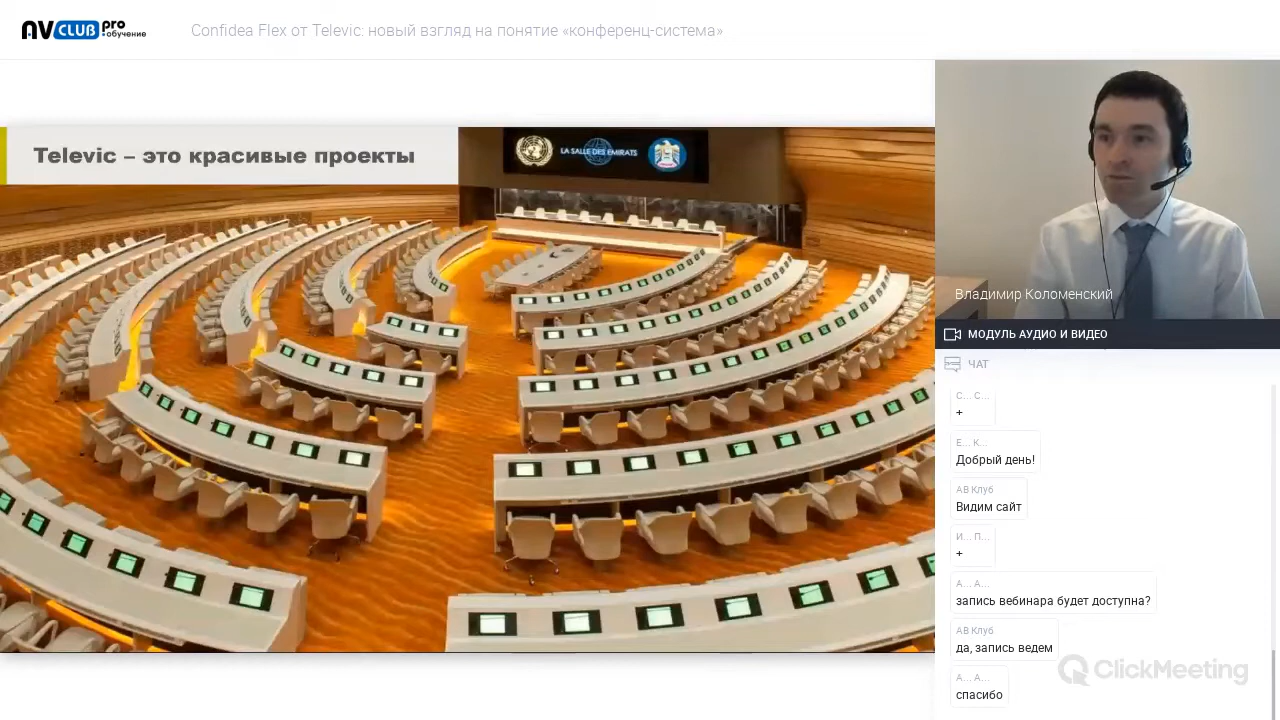 AV CLUB pro
•обучение
Confidea Flex от Televic: новый взгляд на понятие «конференц-система»
Televic – это красивые проекты
LA SALLE DES EMIRATS
Владимир Коломенский
МОДУЛЬ АУДИО И ВИДЕО
ЧАТ
С... С...
+
Е... К...
Добрый день!
АВ Клуб
Видим сайт
И... П...
+
А... А...
запись вебинара будет доступна?
АВ Клуб
да, запись ведем
А... А...
спасибо
ClickMeeting